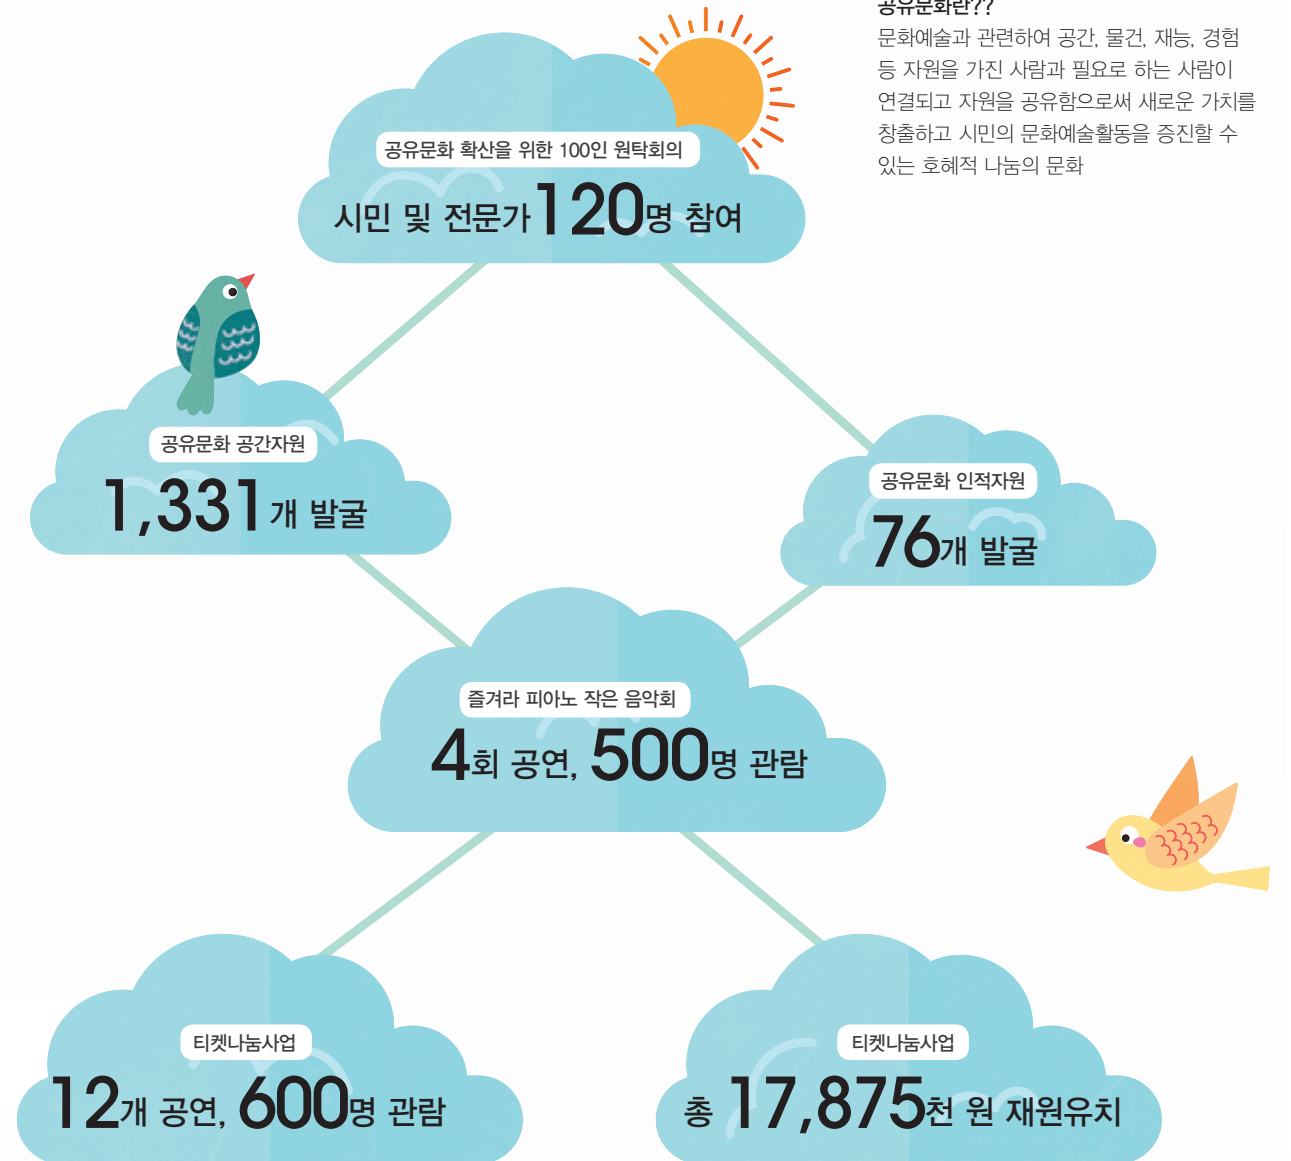 공유문화란??
문화예술과 관련하여 공간, 물건, 재능, 경험
등 자원을 가진 사람과 필요로 하는 사람이
연결되고 자원을 공유함으로써 새로운 가치를
창출하고 시민의 문화예술활동을 증진할 수
있는 호혜적 나눔의 문화
공유문화 확산을 위한 100인 원탁회의
시민 및 전문가 120명 참여
공유문화 공간자원
1,331개 발굴
공유문화 인적자원
76개 발굴
즐겨라 피아노 작은 음악회
4회 공연, 500명 관람
티켓나눔사업
12개 공연, 600명 관람
티켓나눔사업
총 17,875천 원 재원유치